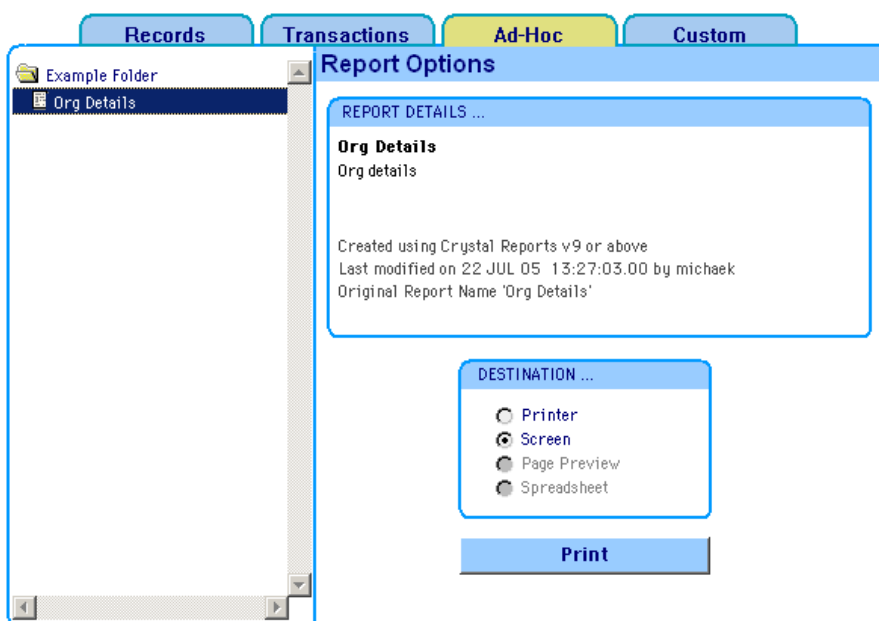 Records Transactions Ad-Hoc Custom
Example Folder
Org Details
Report Options
REPORT DETAILS ...
Org Details
Org details
Created using Crystal Reports v9 or above
Last modified on 22 JUL 05 13:27:03.00 by michaek
Original Report Name 'Org Details'
DESTINATION ...
Printer
Screen
Page Preview
Spreadsheet
Print